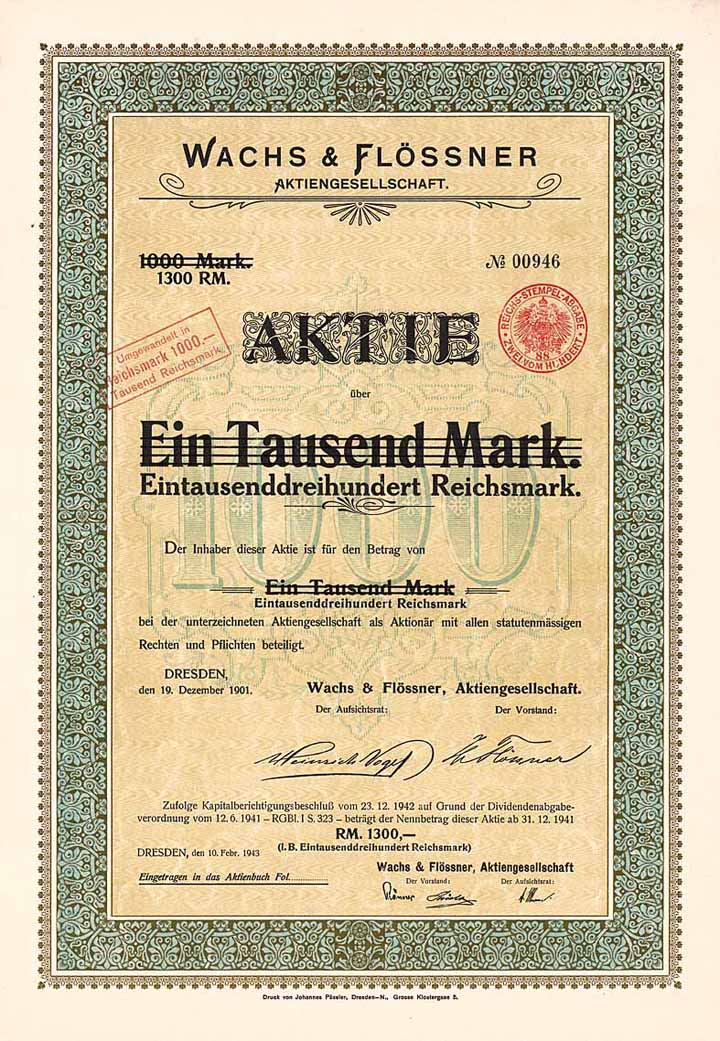 WACHS & FLÖSSNER
AKTIENGESELLSCHAFT.
1000 Mark.
1300 RM.
№ 00946
REICHS-STEMPEL-ABGABE
88
ZWEI VOM HUNDERT
Umgewandelt in
Reichsmark 1000.—
Tausend Reichsmark
AKTIE
über
Ein Tausend Mark.
Eintausenddreihundert Reichsmark.
1000
Der Inhaber dieser Aktie ist für den Betrag von
Ein Tausend Mark
Eintausenddreihundert Reichsmark
bei der unterzeichneten Aktiengesellschaft als Aktionär mit allen statutenmässigen
Rechten und Pflichten beteiligt.
DRESDEN,
den 19. Dezember 1901.
Wachs & Flössner, Aktiengesellschaft.
Der Aufsichtsrat: Der Vorstand:
Heinrich Vogel Flössner
Zufolge Kapitalberichtigungsbeschluß vom 23. 12. 1942 auf Grund der Dividendenabgabe-
verordnung vom 12. 6. 1941 – RGBl. I S. 323 – beträgt der Nennbetrag dieser Aktie ab 31. 12. 1941
RM. 1300,—
(I. B. Eintausenddreihundert Reichsmark)
DRESDEN, den 10. Febr. 1943
Wachs & Flössner, Aktiengesellschaft
Der Vorstand: Der Aufsichtsrat:
Eingetragen in das Aktienbuch Fol...........
Druck von Johannes Pässler, Dresden-N., Grosse Klostergasse 5.